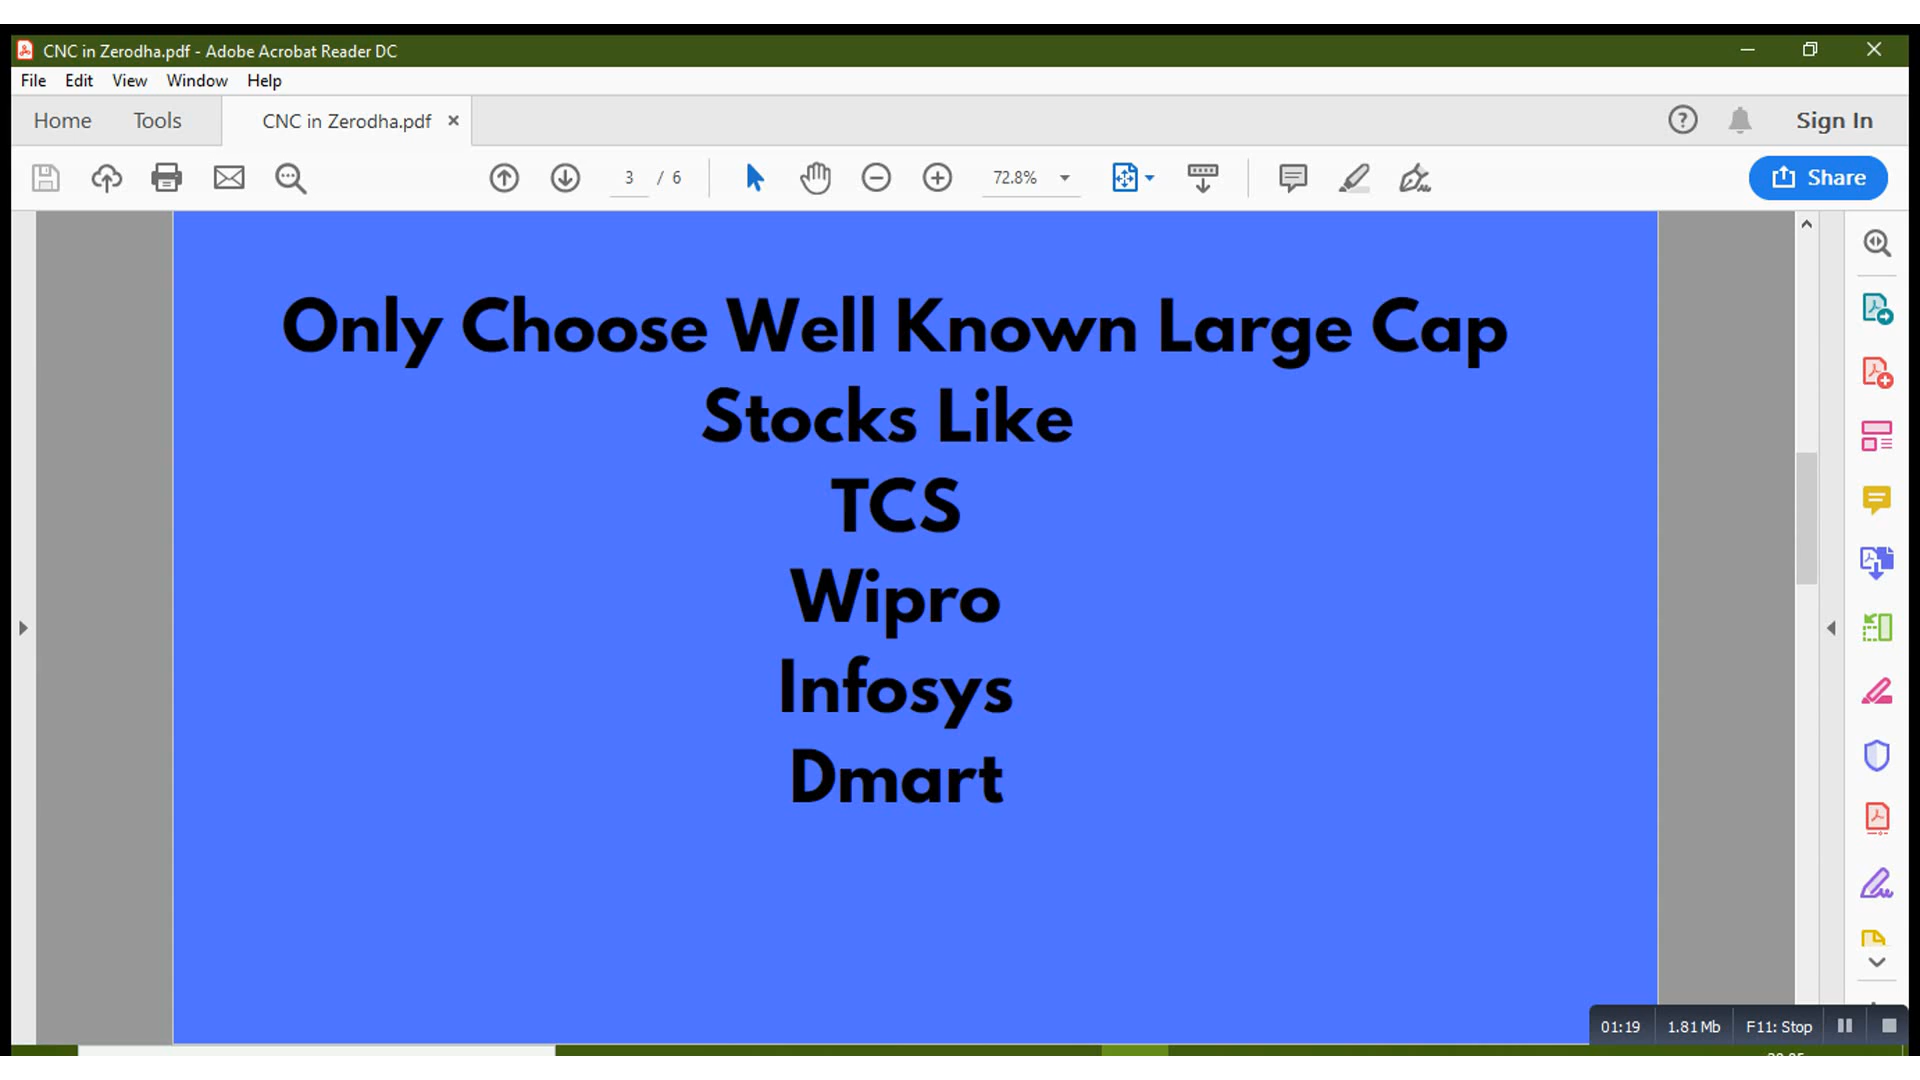 CNC in Zerodha.pdf - Adobe Acrobat Reader DC
File Edit View Window Help
Home Tools CNC in Zerodha.pdf Sign In
3 / 6 72.8% Share
Only Choose Well Known Large Cap
Stocks Like
TCS
Wipro
Infosys
Dmart
01:19 1.81 Mb F11: Stop